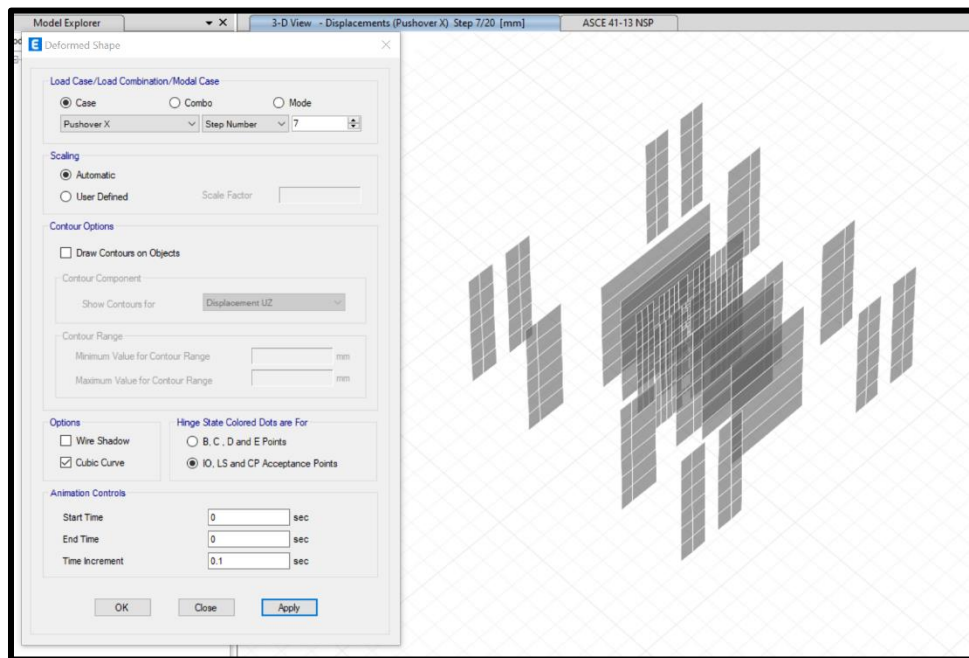 Model Explorer
3-D View - Displacements (Pushover X) Step 7/20 [mm]
ASCE 41-13 NSP
E Deformed Shape
Load Case/Load Combination/Modal Case
Case Combo Mode
Pushover X Step Number 7
Scaling
Automatic
User Defined Scale Factor
Contour Options
Draw Contours on Objects
Contour Component
Show Contours for Displacement UZ
Contour Range
Minimum Value for Contour Range mm
Maximum Value for Contour Range mm
Options
Wire Shadow
Cubic Curve
Hinge State Colored Dots are For
B, C , D and E Points
IO, LS and CP Acceptance Points
Animation Controls
Start Time 0 sec
End Time 0 sec
Time Increment 0.1 sec
OK Close Apply